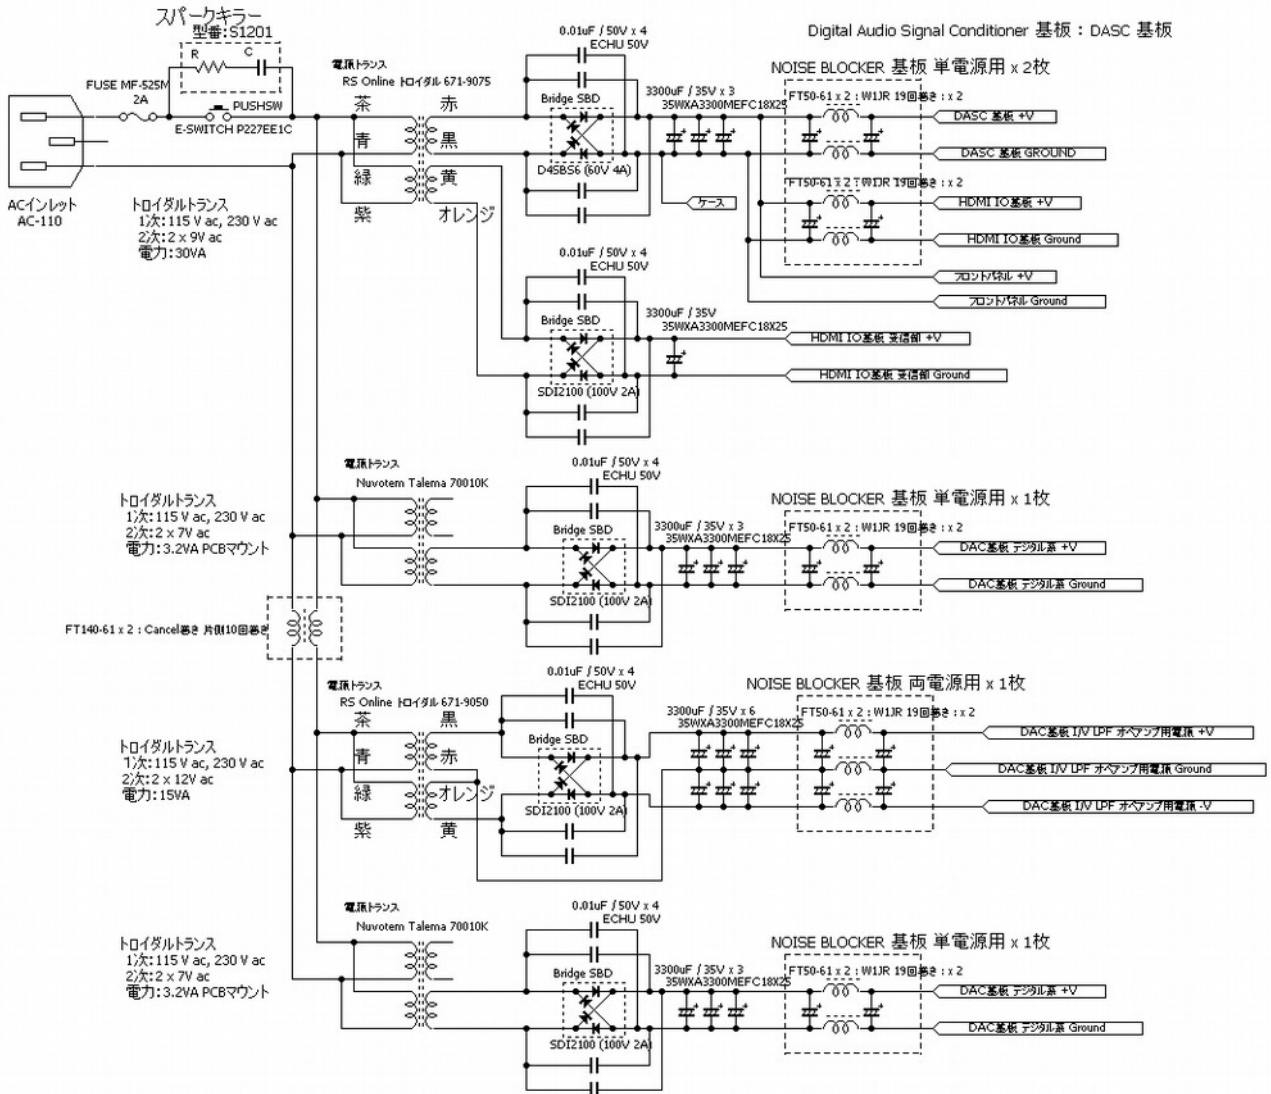 スパークキラー
型番:S1201
R
C
FUSE MF-525M
2A
PUSHSW
E-SWITCH P227EE1C
ACインレット
AC-110
トロイダルトランス
1次:115 V ac, 230 V ac
2次:2 x 9V ac
電力:30VA
電源トランス
RS Online トロイダル 671-9075
茶
赤
青
黒
緑
黄
紫
オレンジ
0.01uF / 50V x 4
ECHU 50V
Bridge SBD
D4SBS6 (60V 4A)
3300uF / 35V x 3
35WXA3300MEFC18X25
ケース
Digital Audio Signal Conditioner 基板 : DASC 基板
NOISE BLOCKER 基板 単電源用 x 2枚
FT50-61 x 2 : W1JR 19回巻き : x 2
DASC 基板 +V
DASC 基板 GROUND
FT50-61 x 2 : W1JR 19回巻き : x 2
HDMI IO基板 +V
HDMI IO基板 Ground
フロントパネル +V
フロントパネル Ground
0.01uF / 50V x 4
ECHU 50V
Bridge SBD
SDI2100 (100V 2A)
3300uF / 35V
35WXA3300MEFC18X25
HDMI IO基板 受信部 +V
HDMI IO基板 受信部 Ground
電源トランス
Nuvotem Talema 70010K
トロイダルトランス
1次:115 V ac, 230 V ac
2次:2 x 7V ac
電力:3.2VA PCBマウント
0.01uF / 50V x 4
ECHU 50V
Bridge SBD
SDI2100 (100V 2A)
3300uF / 35V x 3
35WXA3300MEFC18X25
NOISE BLOCKER 基板 単電源用 x 1枚
FT50-61 x 2 : W1JR 19回巻き : x 2
DAC基板 デジタル系 +V
DAC基板 デジタル系 Ground
FT140-61 x 2 : Cancel巻き 片側10回巻き
電源トランス
RS Online トロイダル 671-9050
茶
黒
青
赤
緑
オレンジ
紫
黄
トロイダルトランス
1次:115 V ac, 230 V ac
2次:2 x 12V ac
電力:15VA
0.01uF / 50V x 4
ECHU 50V
Bridge SBD
SDI2100 (100V 2A)
3300uF / 35V x 6
35WXA3300MEFC18X25
NOISE BLOCKER 基板 両電源用 x 1枚
FT50-61 x 2 : W1JR 19回巻き : x 2
DAC基板 I/V LPF オペアンプ用電源 +V
DAC基板 I/V LPF オペアンプ用電源 Ground
DAC基板 I/V LPF オペアンプ用電源 -V
電源トランス
Nuvotem Talema 70010K
トロイダルトランス
1次:115 V ac, 230 V ac
2次:2 x 7V ac
電力:3.2VA PCBマウント
0.01uF / 50V x 4
ECHU 50V
Bridge SBD
SDI2100 (100V 2A)
3300uF / 35V x 3
35WXA3300MEFC18X25
NOISE BLOCKER 基板 単電源用 x 1枚
FT50-61 x 2 : W1JR 19回巻き : x 2
DAC基板 デジタル系 +V
DAC基板 デジタル系 Ground